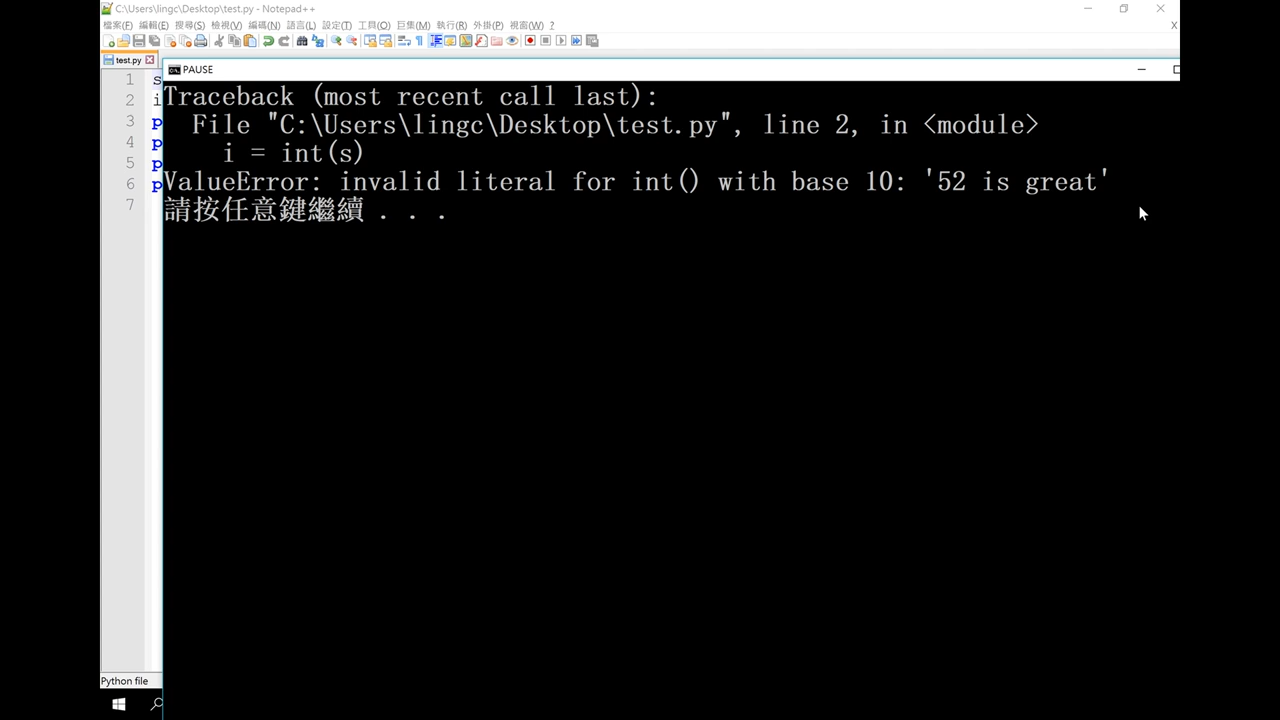 C:\Users\lingc\Desktop\test.py - Notepad++
檔案(F) 編輯(E) 搜尋(S) 檢視(V) 編碼(N) 語言(L) 設定(T) 工具(O) 巨集(M) 執行(R) 外掛(P) 視窗(W) ?
X
test.py
PAUSE
1 s
2 i
3 p
4 p
5 p
6 p
7
Traceback (most recent call last):
File "C:\Users\lingc\Desktop\test.py", line 2, in <module>
i = int(s)
ValueError: invalid literal for int() with base 10: '52 is great'
請按任意鍵繼續 . . .
Python file